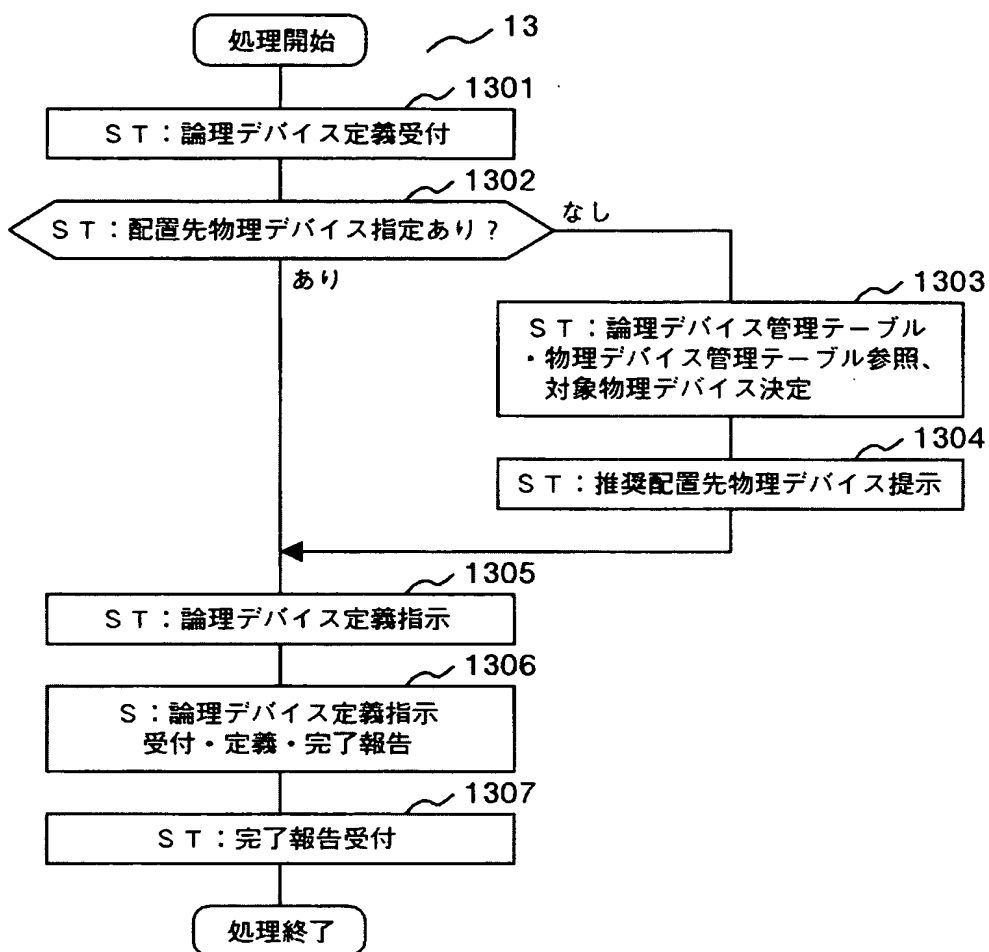 処理開始
13
1301
ST:論理デバイス定義受付
1302
ST:配置先物理デバイス指定あり?
なし
あり
1303
ST:論理デバイス管理テーブル
・物理デバイス管理テーブル参照、
対象物理デバイス決定
1304
ST:推奨配置先物理デバイス提示
1305
ST:論理デバイス定義指示
1306
S:論理デバイス定義指示
受付・定義・完了報告
1307
ST:完了報告受付
処理終了